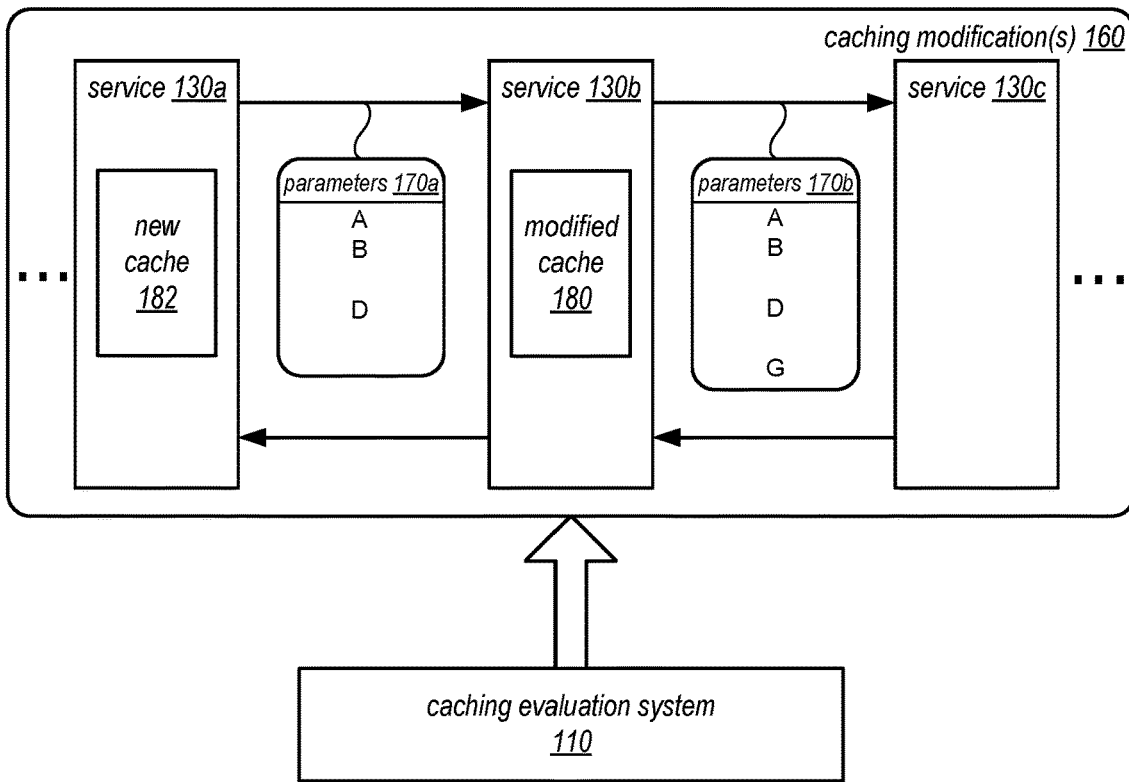 caching modification(s) 160
service 130a
service 130b
service 130c
parameters 170a
A
B
D
parameters 170b
A
B
D
G
new
cache
182
modified
cache
180
...
...
caching evaluation system
110